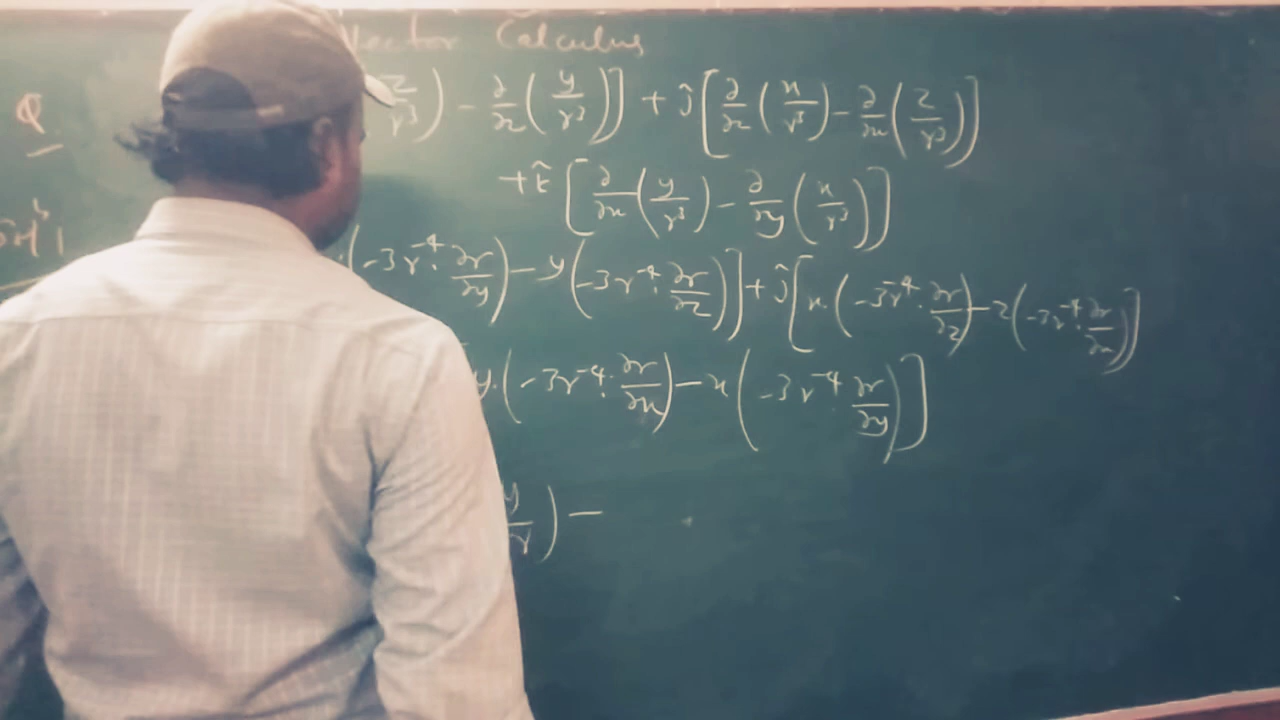 Vector Calculus
Q
z/r³) - ∂/∂z(y/r³)] + ĵ[∂/∂z(x/r³) - ∂/∂x(z/r³)]
+ k̂[∂/∂x(y/r³) - ∂/∂y(x/r³)]
Sol
(-3r⁻⁴·∂r/∂y) - y(-3r⁻⁴·∂r/∂z)] + ĵ[x·(-3r⁻⁴·∂r/∂z) - z(-3r⁻⁴·∂r/∂x)]
y·(-3r⁻⁴·∂r/∂x) - x(-3r⁻⁴·∂r/∂y)]
y/r) -